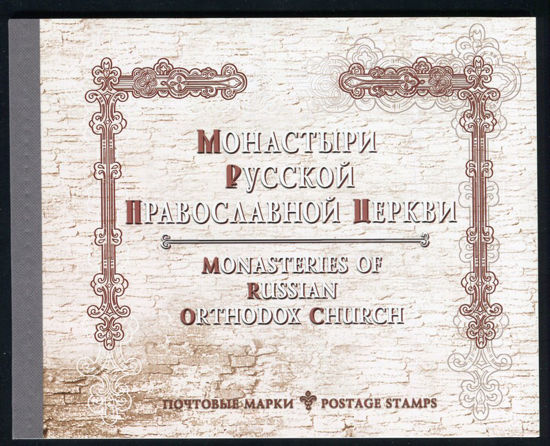 Монастыри
Русской
Православной Церкви
Monasteries of
Russian
Orthodox Church
ПОЧТОВЫЕ МАРКИ POSTAGE STAMPS